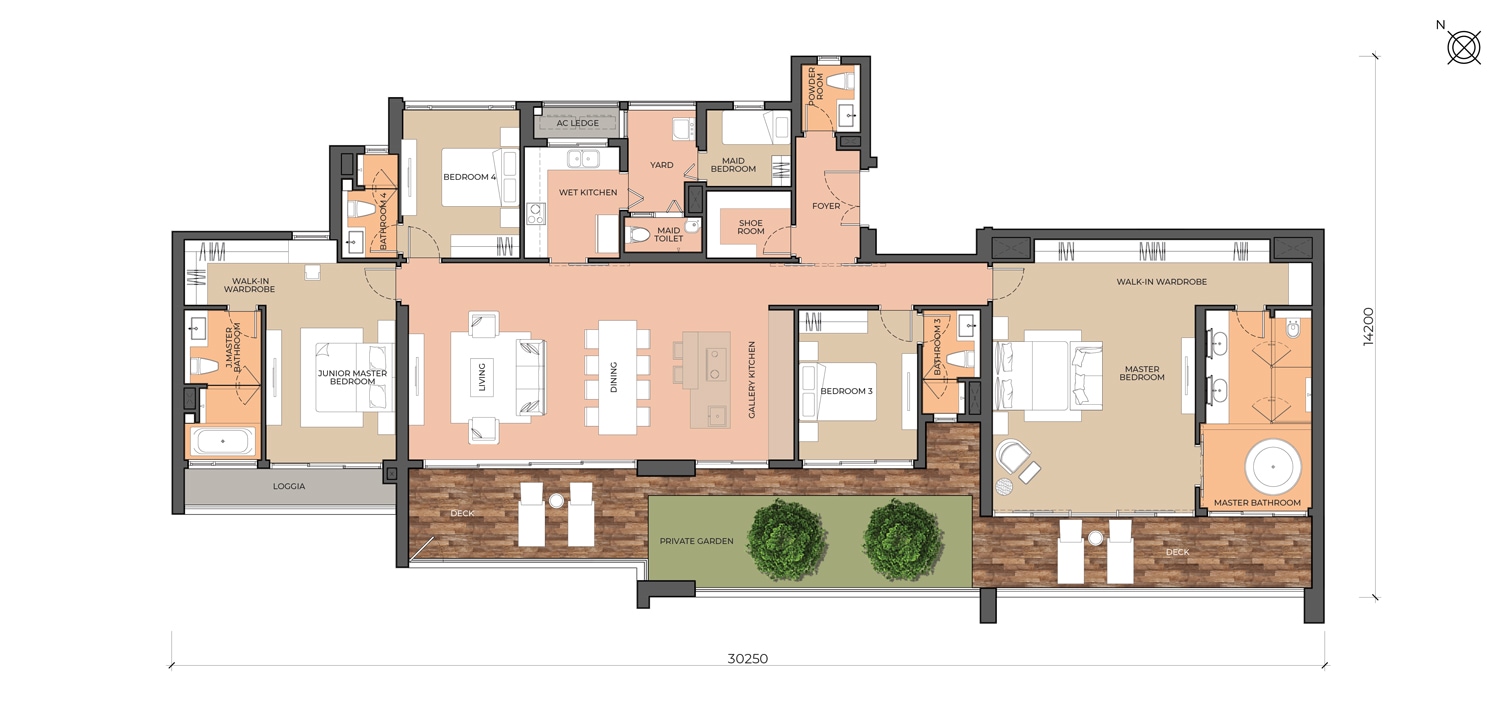 N
POWDER
ROOM
AC LEDGE
YARD
MAID
BEDROOM
BEDROOM 4
WET KITCHEN
BATHROOM 4
FOYER
SHOE
ROOM
MAID
TOILET
WALK-IN
WARDROBE
WALK-IN WARDROBE
J.MASTER
BATHROOM
JUNIOR MASTER
BEDROOM
LIVING
DINING
GALLERY KITCHEN
BEDROOM 3
BATHROOM 3
MASTER
BEDROOM
MASTER BATHROOM
LOGGIA
DECK
PRIVATE GARDEN
DECK
14200
30250